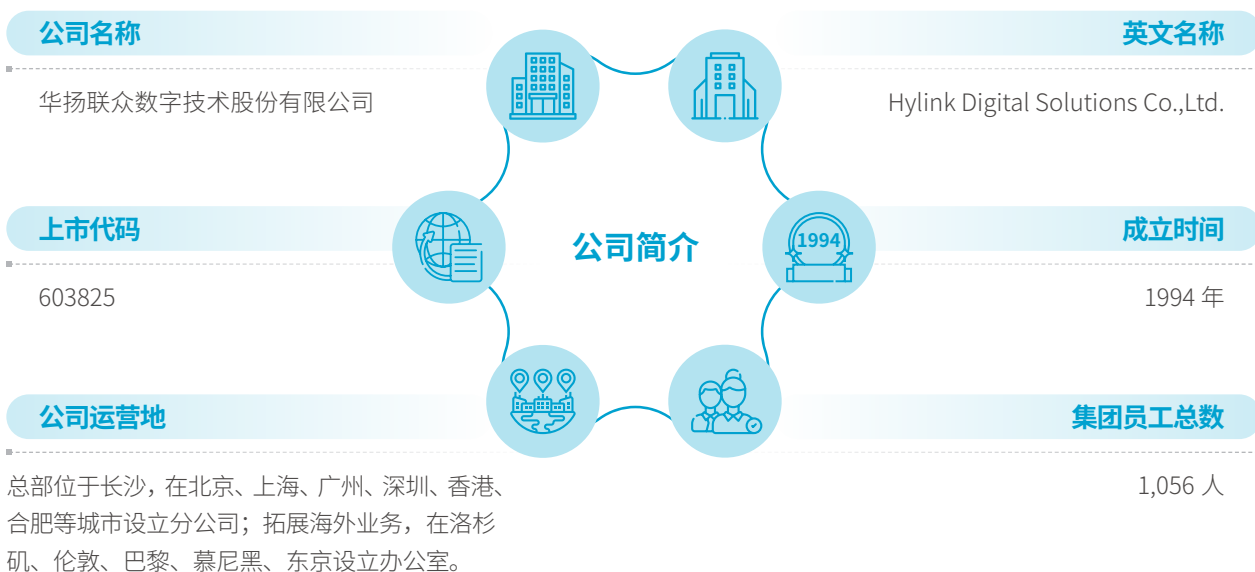 公司名称
华扬联众数字技术股份有限公司
英文名称
Hylink Digital Solutions Co.,Ltd.
上市代码
603825
公司简介
1994
成立时间
1994 年
公司运营地
总部位于长沙，在北京、上海、广州、深圳、香港、
合肥等城市设立分公司；拓展海外业务，在洛杉
矶、伦敦、巴黎、慕尼黑、东京设立办公室。
集团员工总数
1,056 人